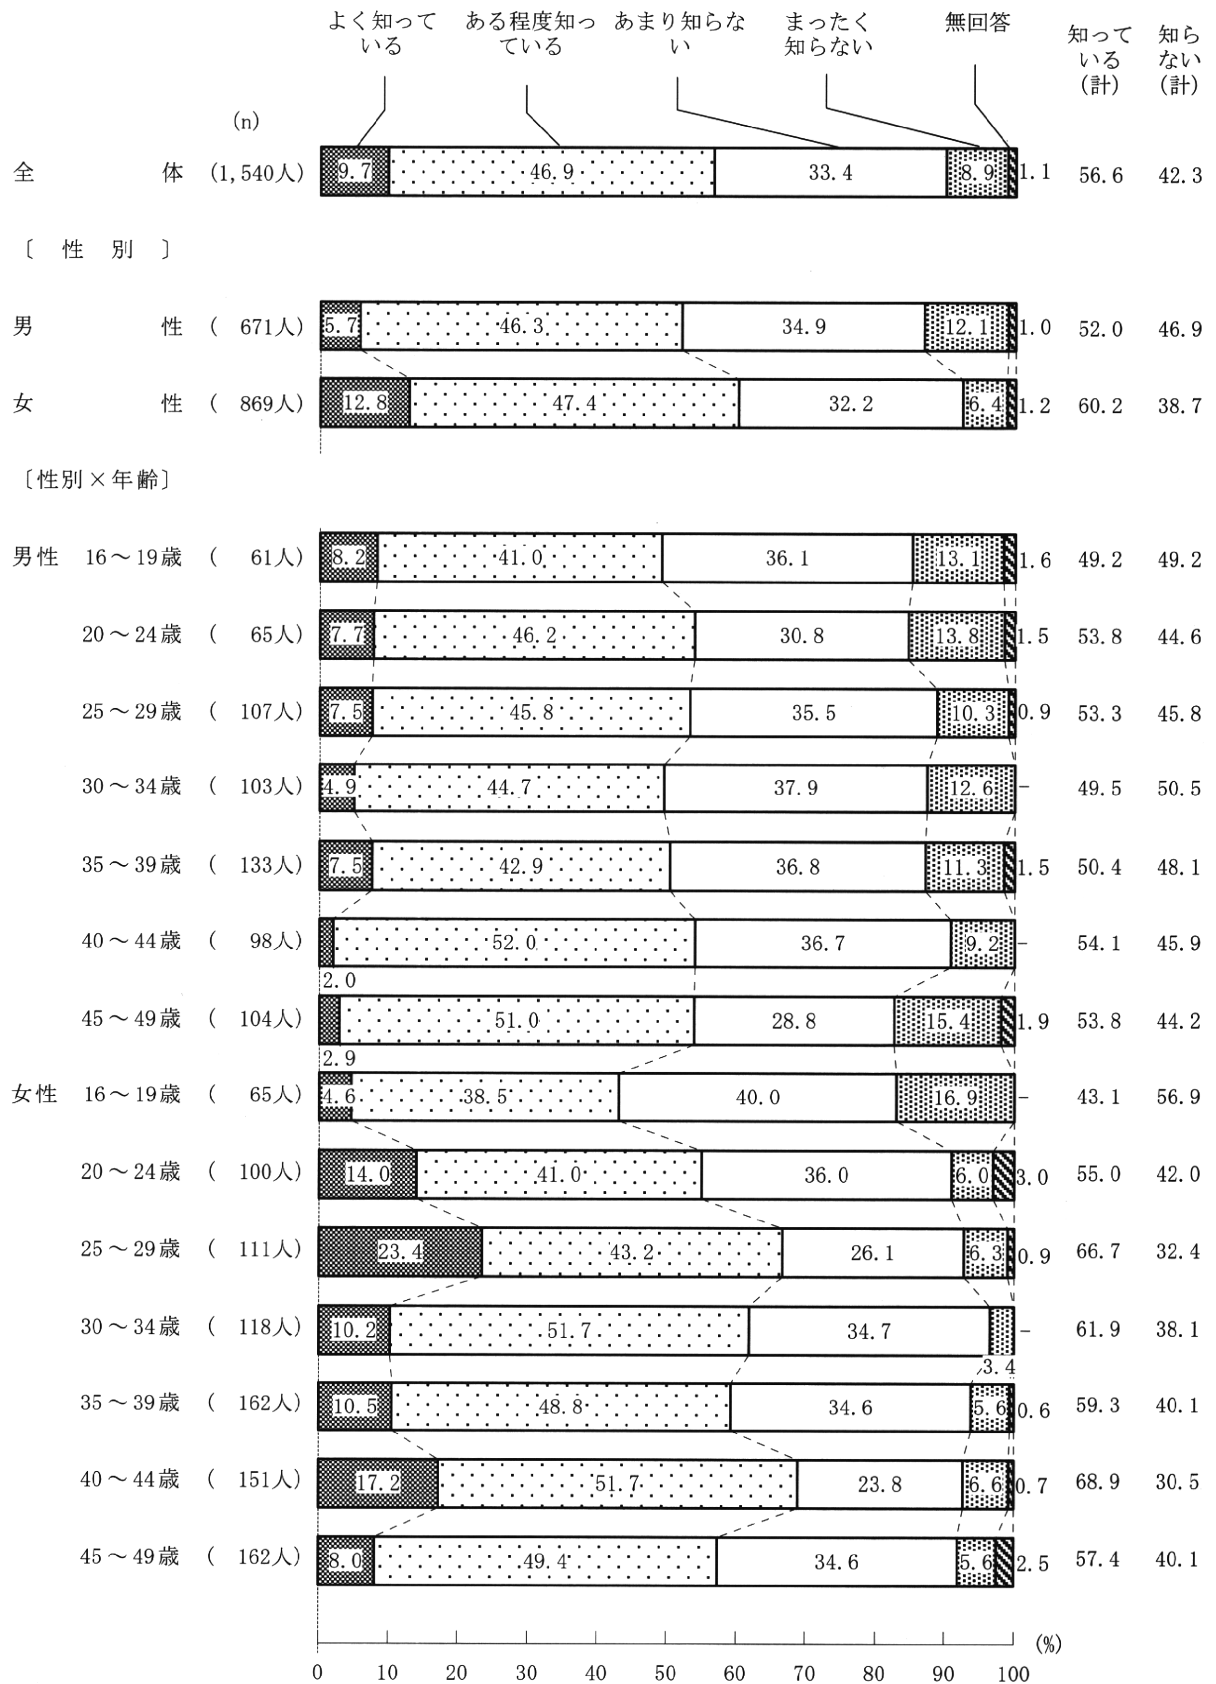 よく知って
いる
ある程度知っ
ている
あまり知らな
い
まったく
知らない
無回答
知って
いる
(計)
知ら
ない
(計)
(n)
全 体 (1,540人) 9.7 46.9 33.4 8.9 1.1 56.6 42.3
〔 性 別 〕
男 性 ( 671人) 5.7 46.3 34.9 12.1 1.0 52.0 46.9
女 性 ( 869人) 12.8 47.4 32.2 6.4 1.2 60.2 38.7
〔性別×年齢〕
男性 16～19歳 ( 61人) 8.2 41.0 36.1 13.1 1.6 49.2 49.2
20～24歳 ( 65人) 7.7 46.2 30.8 13.8 1.5 53.8 44.6
25～29歳 ( 107人) 7.5 45.8 35.5 10.3 0.9 53.3 45.8
30～34歳 ( 103人) 4.9 44.7 37.9 12.6 - 49.5 50.5
35～39歳 ( 133人) 7.5 42.9 36.8 11.3 1.5 50.4 48.1
40～44歳 ( 98人) 52.0 36.7 9.2 - 54.1 45.9
2.0
45～49歳 ( 104人) 51.0 28.8 15.4 1.9 53.8 44.2
2.9
女性 16～19歳 ( 65人) 4.6 38.5 40.0 16.9 - 43.1 56.9
20～24歳 ( 100人) 14.0 41.0 36.0 6.0 3.0 55.0 42.0
25～29歳 ( 111人) 23.4 43.2 26.1 6.3 0.9 66.7 32.4
30～34歳 ( 118人) 10.2 51.7 34.7 - 61.9 38.1
3.4
35～39歳 ( 162人) 10.5 48.8 34.6 5.6 0.6 59.3 40.1
40～44歳 ( 151人) 17.2 51.7 23.8 6.6 0.7 68.9 30.5
45～49歳 ( 162人) 8.0 49.4 34.6 5.6 2.5 57.4 40.1
(%)
0 10 20 30 40 50 60 70 80 90 100